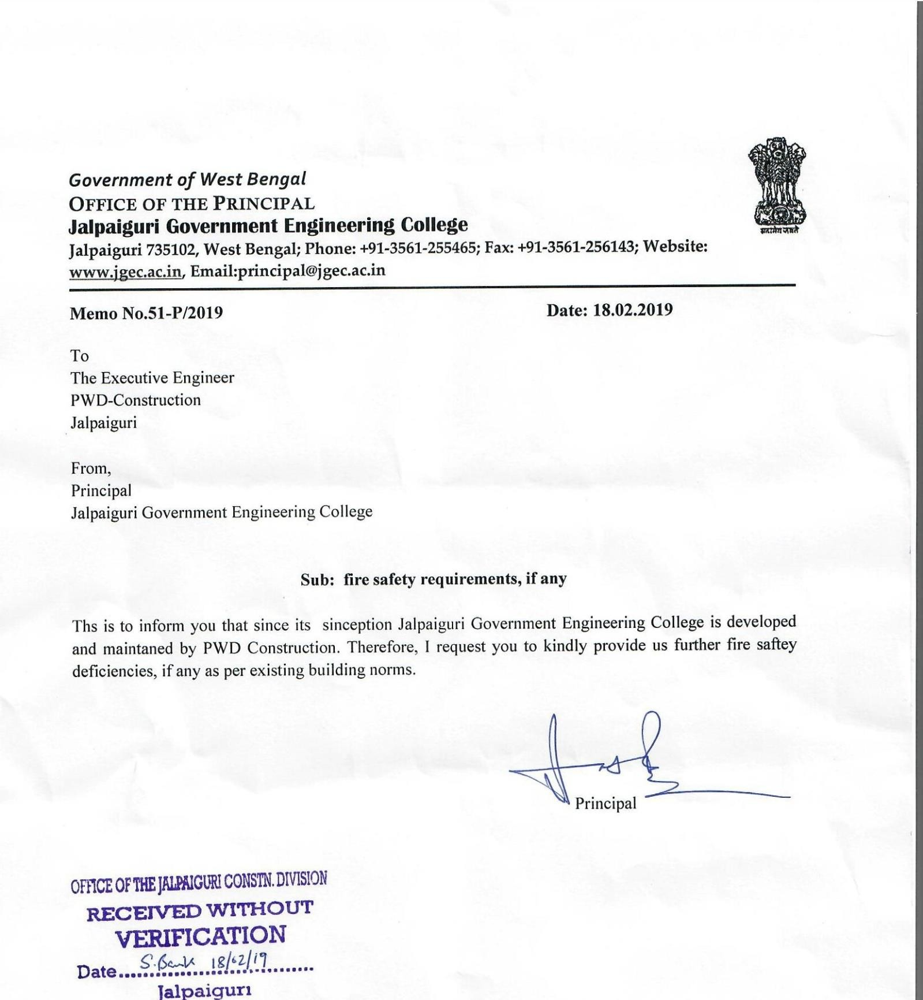 Government of West Bengal
OFFICE OF THE PRINCIPAL
Jalpaiguri Government Engineering College
Jalpaiguri 735102, West Bengal; Phone: +91-3561-255465; Fax: +91-3561-256143; Website:
www.jgec.ac.in, Email:principal@jgec.ac.in
सत्यमेव जयते
Memo No.51-P/2019 Date: 18.02.2019
To
The Executive Engineer
PWD-Construction
Jalpaiguri
From,
Principal
Jalpaiguri Government Engineering College
Sub: fire safety requirements, if any
Ths is to inform you that since its sinception Jalpaiguri Government Engineering College is developed
and maintaned by PWD Construction. Therefore, I request you to kindly provide us further fire saftey
deficiencies, if any as per existing building norms.
Principal
OFFICE OF THE JALPAIGURI CONSTN. DIVISION
RECEIVED WITHOUT
VERIFICATION
Date 18/02/19
Jalpaiguri